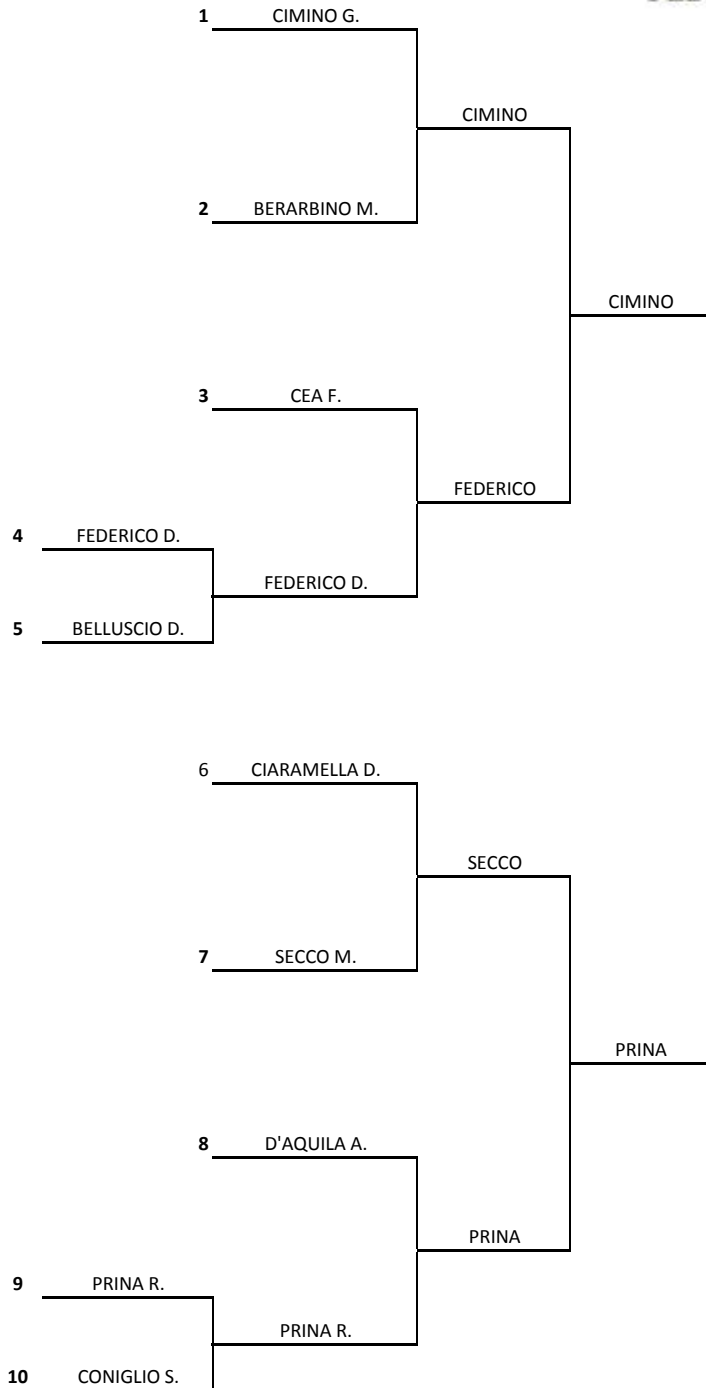 1 CIMINO G.
CIMINO
2 BERARBINO M.
CIMINO
3 CEA F.
FEDERICO
4 FEDERICO D.
FEDERICO D.
5 BELLUSCIO D.
6 CIARAMELLA D.
SECCO
7 SECCO M.
PRINA
8 D'AQUILA A.
PRINA
9 PRINA R.
PRINA R.
10 CONIGLIO S.